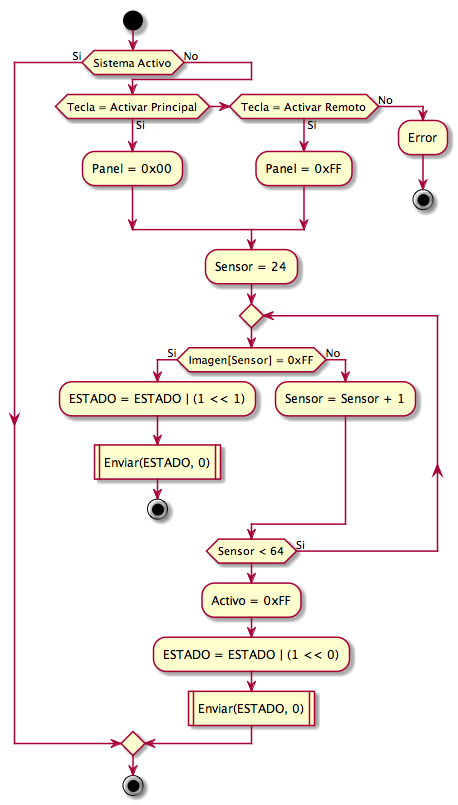 Si
Sistema Activo
No
Tecla = Activar Principal
Tecla = Activar Remoto
No
Si
Si
Error
Panel = 0x00
Panel = 0xFF
Sensor = 24
Si
Imagen[Sensor] = 0xFF
No
ESTADO = ESTADO | (1 << 1)
Sensor = Sensor + 1
Enviar(ESTADO, 0)
Sensor < 64
Si
Activo = 0xFF
ESTADO = ESTADO | (1 << 0)
Enviar(ESTADO, 0)